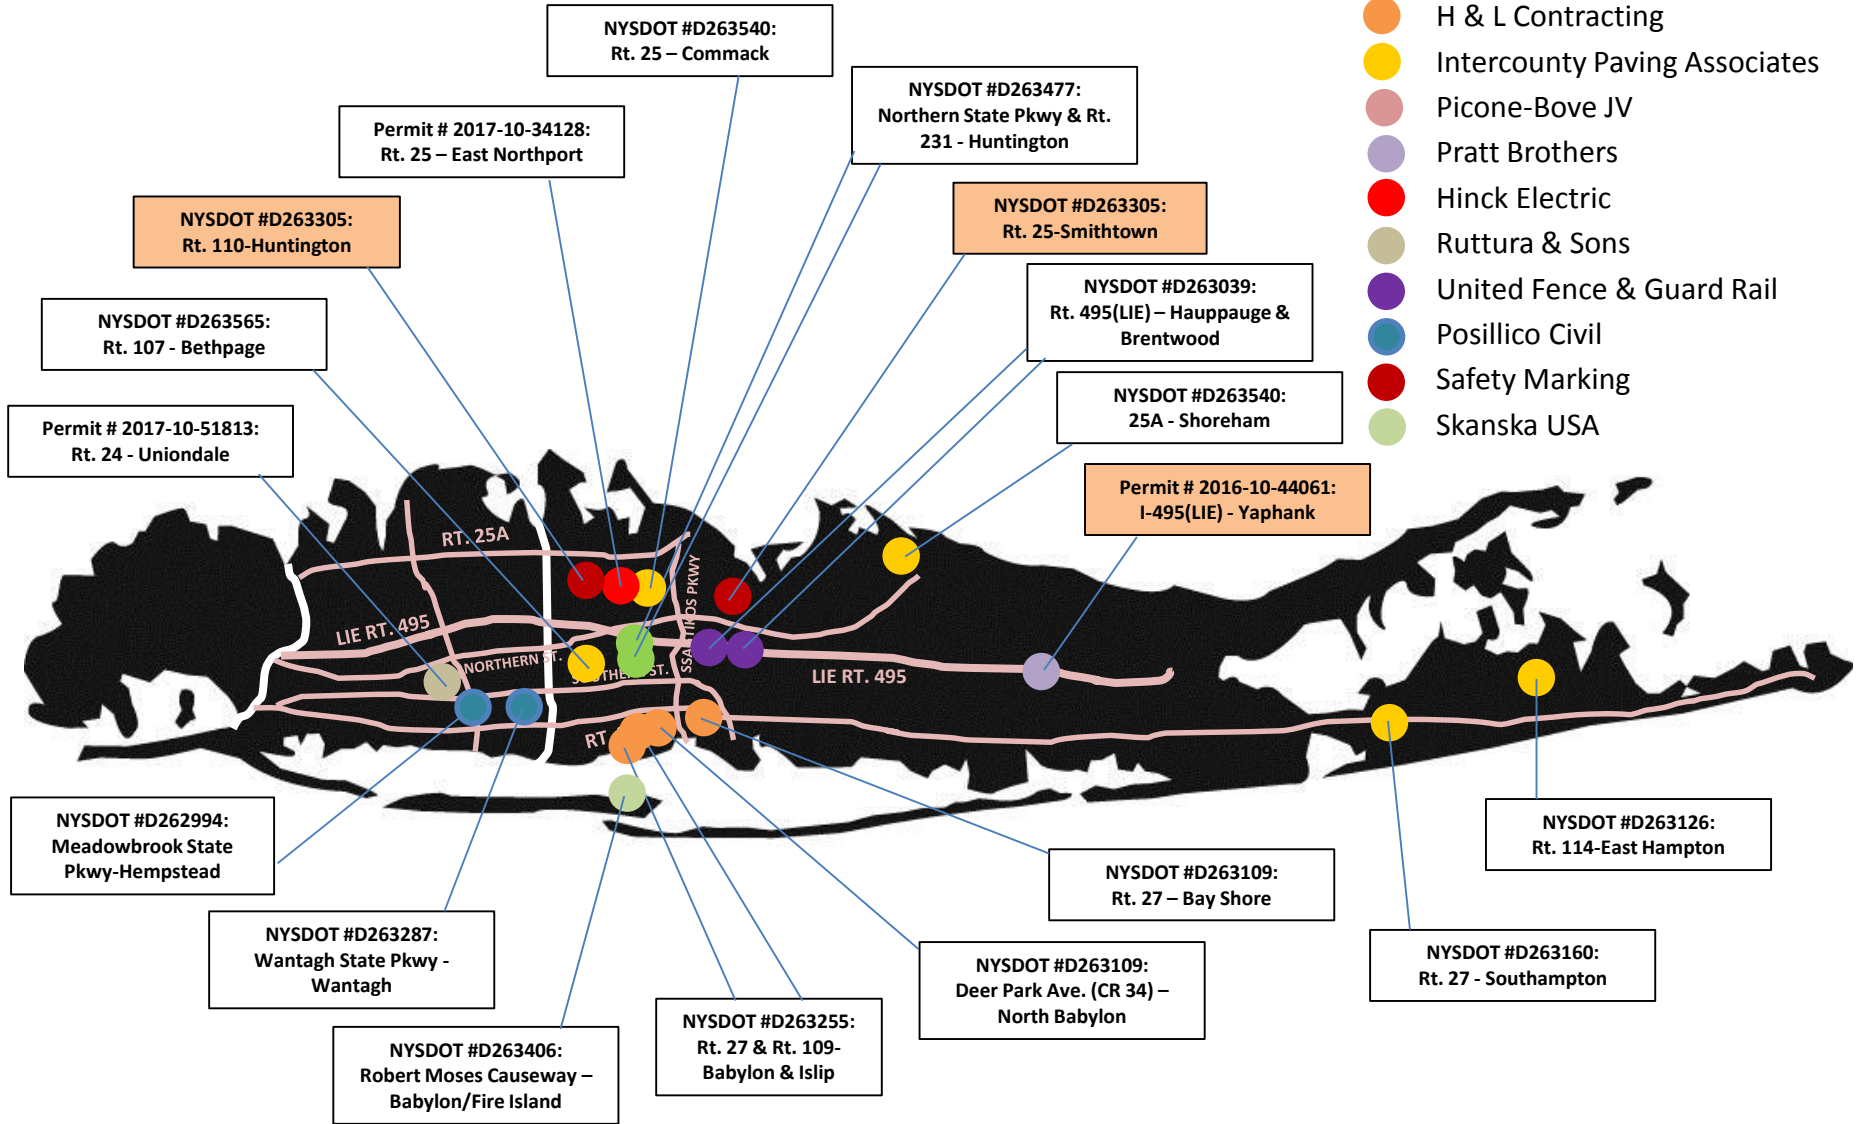 NYSDOT #D263540:
Rt. 25 – Commack
NYSDOT #D263477:
Northern State Pkwy & Rt.
231 - Huntington
Permit # 2017-10-34128:
Rt. 25 – East Northport
NYSDOT #D263305:
Rt. 110-Huntington
NYSDOT #D263305:
Rt. 25-Smithtown
NYSDOT #D263039:
Rt. 495(LIE) – Hauppauge &
Brentwood
NYSDOT #D263565:
Rt. 107 - Bethpage
NYSDOT #D263540:
25A - Shoreham
Permit # 2017-10-51813:
Rt. 24 - Uniondale
Permit # 2016-10-44061:
I-495(LIE) - Yaphank
H & L Contracting
Intercounty Paving Associates
Picone-Bove JV
Pratt Brothers
Hinck Electric
Ruttura & Sons
United Fence & Guard Rail
Posillico Civil
Safety Marking
Skanska USA
RT. 25A
LIE RT. 495
NORTHERN ST.
ST.
PKWY
LIE RT. 495
RT
NYSDOT #D262994:
Meadowbrook State
Pkwy-Hempstead
NYSDOT #D263287:
Wantagh State Pkwy -
Wantagh
NYSDOT #D263406:
Robert Moses Causeway –
Babylon/Fire Island
NYSDOT #D263255:
Rt. 27 & Rt. 109-
Babylon & Islip
NYSDOT #D263109:
Deer Park Ave. (CR 34) –
North Babylon
NYSDOT #D263109:
Rt. 27 – Bay Shore
NYSDOT #D263160:
Rt. 27 - Southampton
NYSDOT #D263126:
Rt. 114-East Hampton